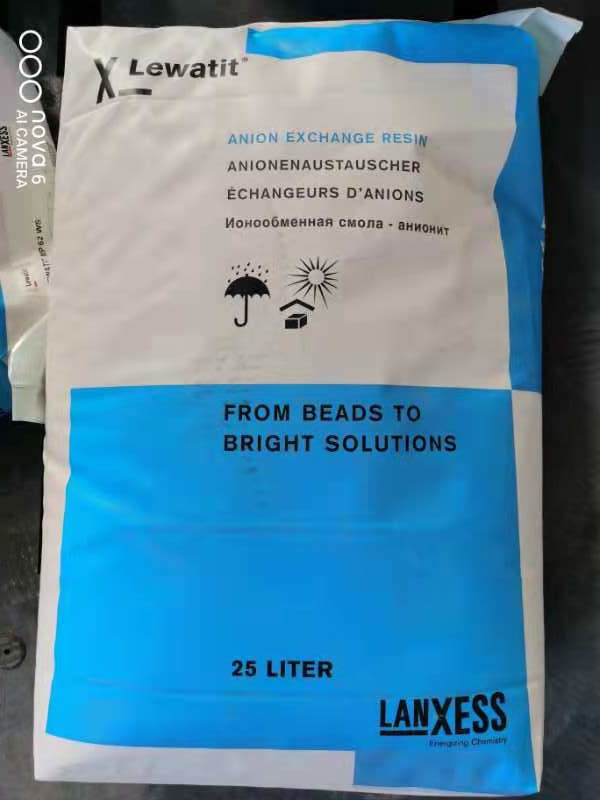 Lewatit®
ANION EXCHANGE RESIN
ANIONENAUSTAUSCHER
ÉCHANGEURS D'ANIONS
Ионообменная смола - анионит
FROM BEADS TO
BRIGHT SOLUTIONS
25 LITER
LANXESS
Energizing Chemistry
nova 6
AI CAMERA
LANXESS